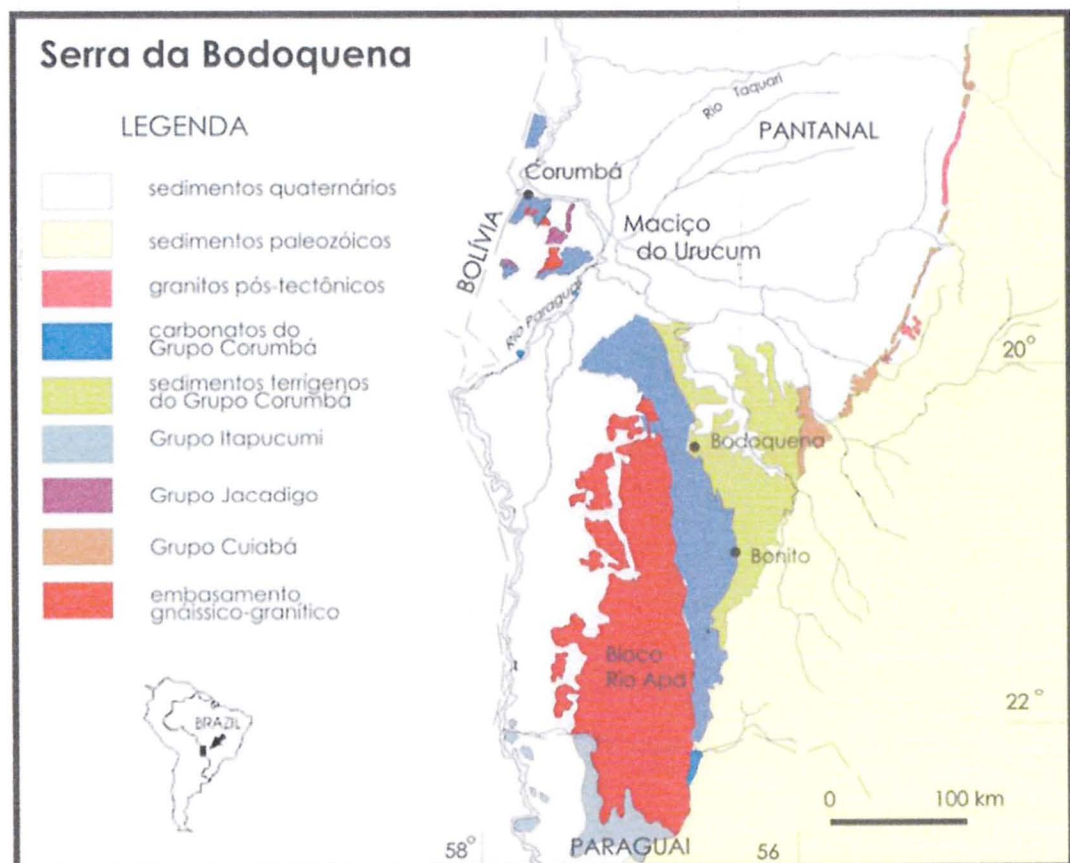 Serra da Bodoquena
LEGENDA
sedimentos quaternários
sedimentos paleozóicos
granitos pós-tectônicos
carbonatos do
Grupo Corumbá
sedimentos terrígenos
do Grupo Corumbá
Grupo Itapucumi
Grupo Jacadigo
Grupo Cuiabá
embasamento
gnáissico-granítico
BRAZIL
Rio Taquari
PANTANAL
Corumbá
BOLÍVIA
Maciço
do Urucum
Rio Paraguai
20°
Bodoquena
Bonito
Bloco
Rio Apa
22°
0 100 km
58°
PARAGUAI
56